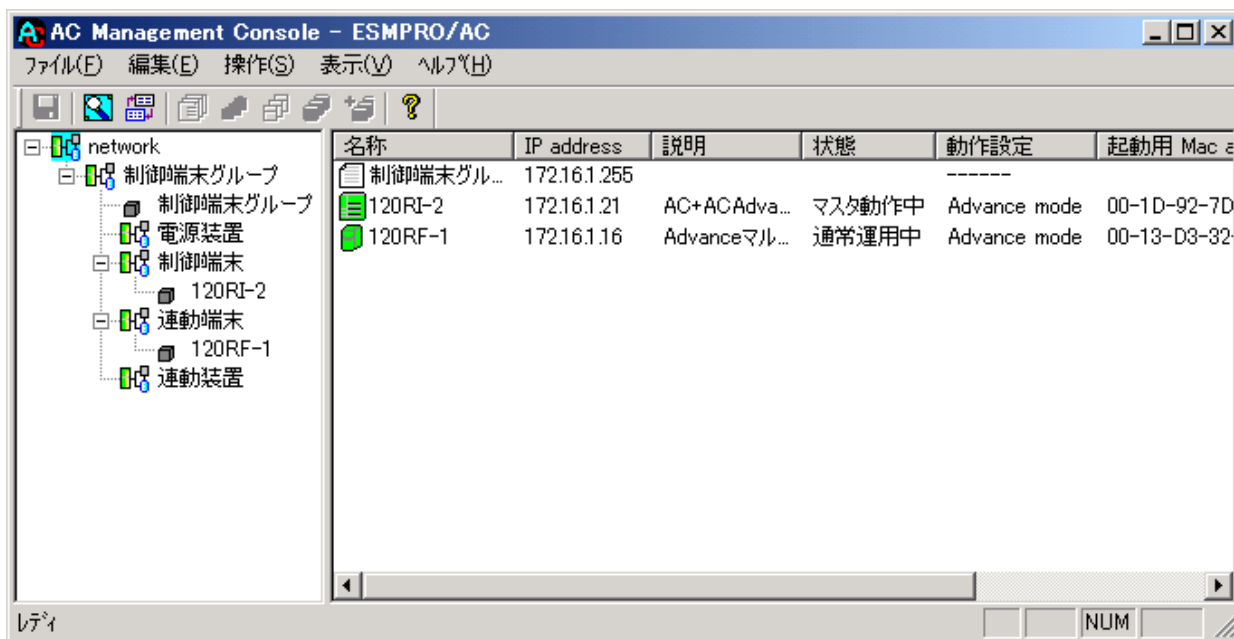 AC Management Console - ESMPRO/AC
ﾌｧｲﾙ(F) 編集(E) 操作(S) 表示(V) ﾍﾙﾌﾟ(H)
network
制御端末グループ
制御端末グループ
電源装置
制御端末
120RI-2
連動端末
120RF-1
連動装置
名称 IP address 説明 状態 動作設定 起動用 Mac a
制御端末グル... 172.16.1.255 ------
120RI-2 172.16.1.21 AC+ACAdva... マスタ動作中 Advance mode 00-1D-92-7D
120RF-1 172.16.1.16 Advanceマル... 通常運用中 Advance mode 00-13-D3-32-
ﾚﾃﾞｨ NUM